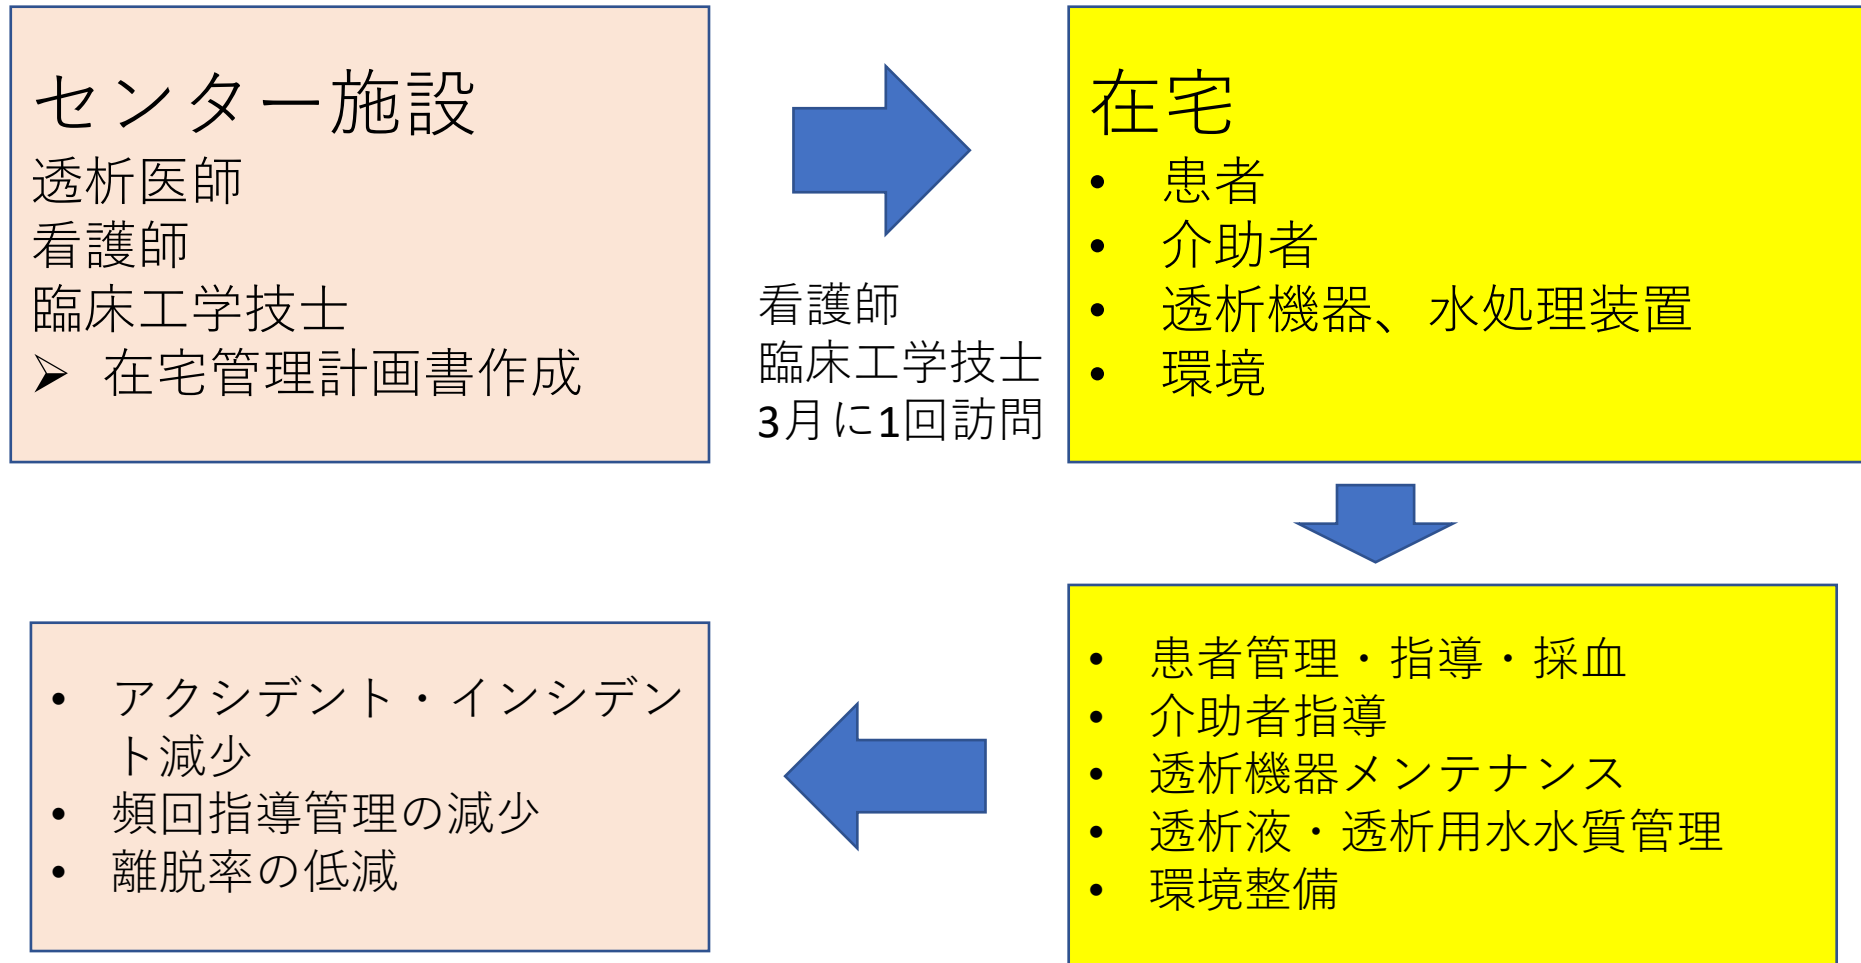 センター施設
透析医師
看護師
臨床工学技士
➢ 在宅管理計画書作成
看護師
臨床工学技士
3月に1回訪問
在宅
• 患者
• 介助者
• 透析機器、水処理装置
• 環境
• 患者管理・指導・採血
• 介助者指導
• 透析機器メンテナンス
• 透析液・透析用水水質管理
• 環境整備
• アクシデント・インシデン
ト減少
• 頻回指導管理の減少
• 離脱率の低減